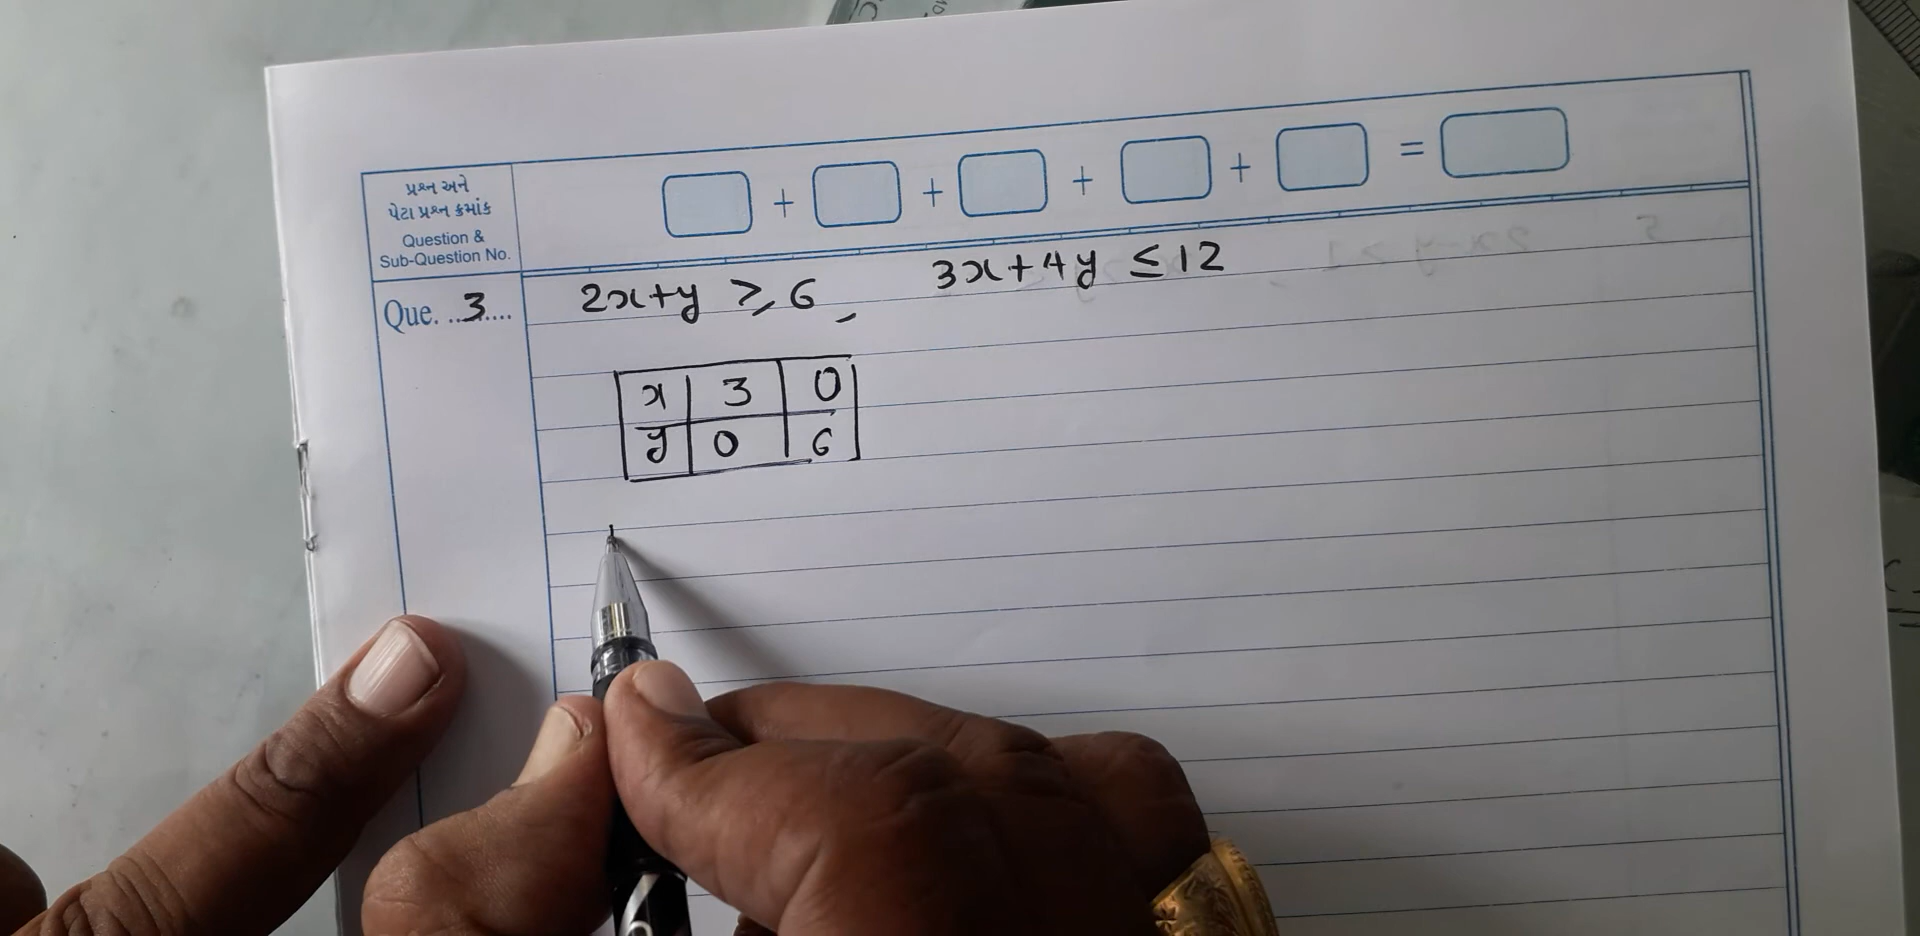 પ્રશ્ન અને
પેટા પ્રશ્ન ક્રમાંક
Question &
Sub-Question No.
+ + + + =
Que. ..3....
2x+y ≥ 6, 3x+4y ≤ 12
x 3 0
y 0 6